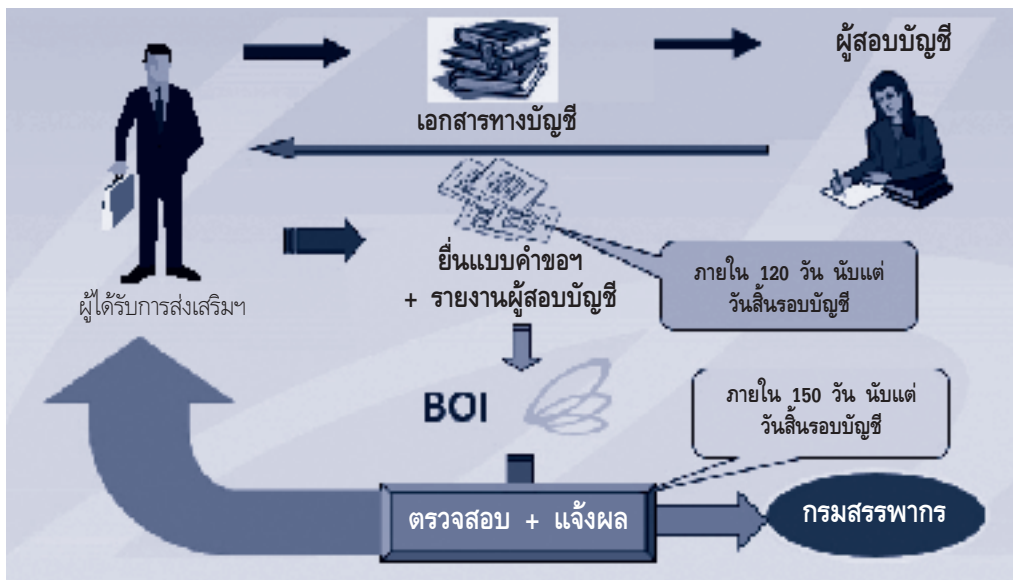 ผู้สอบบัญชี
เอกสารทางบัญชี
ยื่นแบบคำขอฯ
+ รายงานผู้สอบบัญชี
ภายใน 120 วัน นับแต่
วันสิ้นรอบบัญชี
ผู้ได้รับการส่งเสริมฯ
BOI
ภายใน 150 วัน นับแต่
วันสิ้นรอบบัญชี
ตรวจสอบ + แจ้งผล
กรมสรรพากร